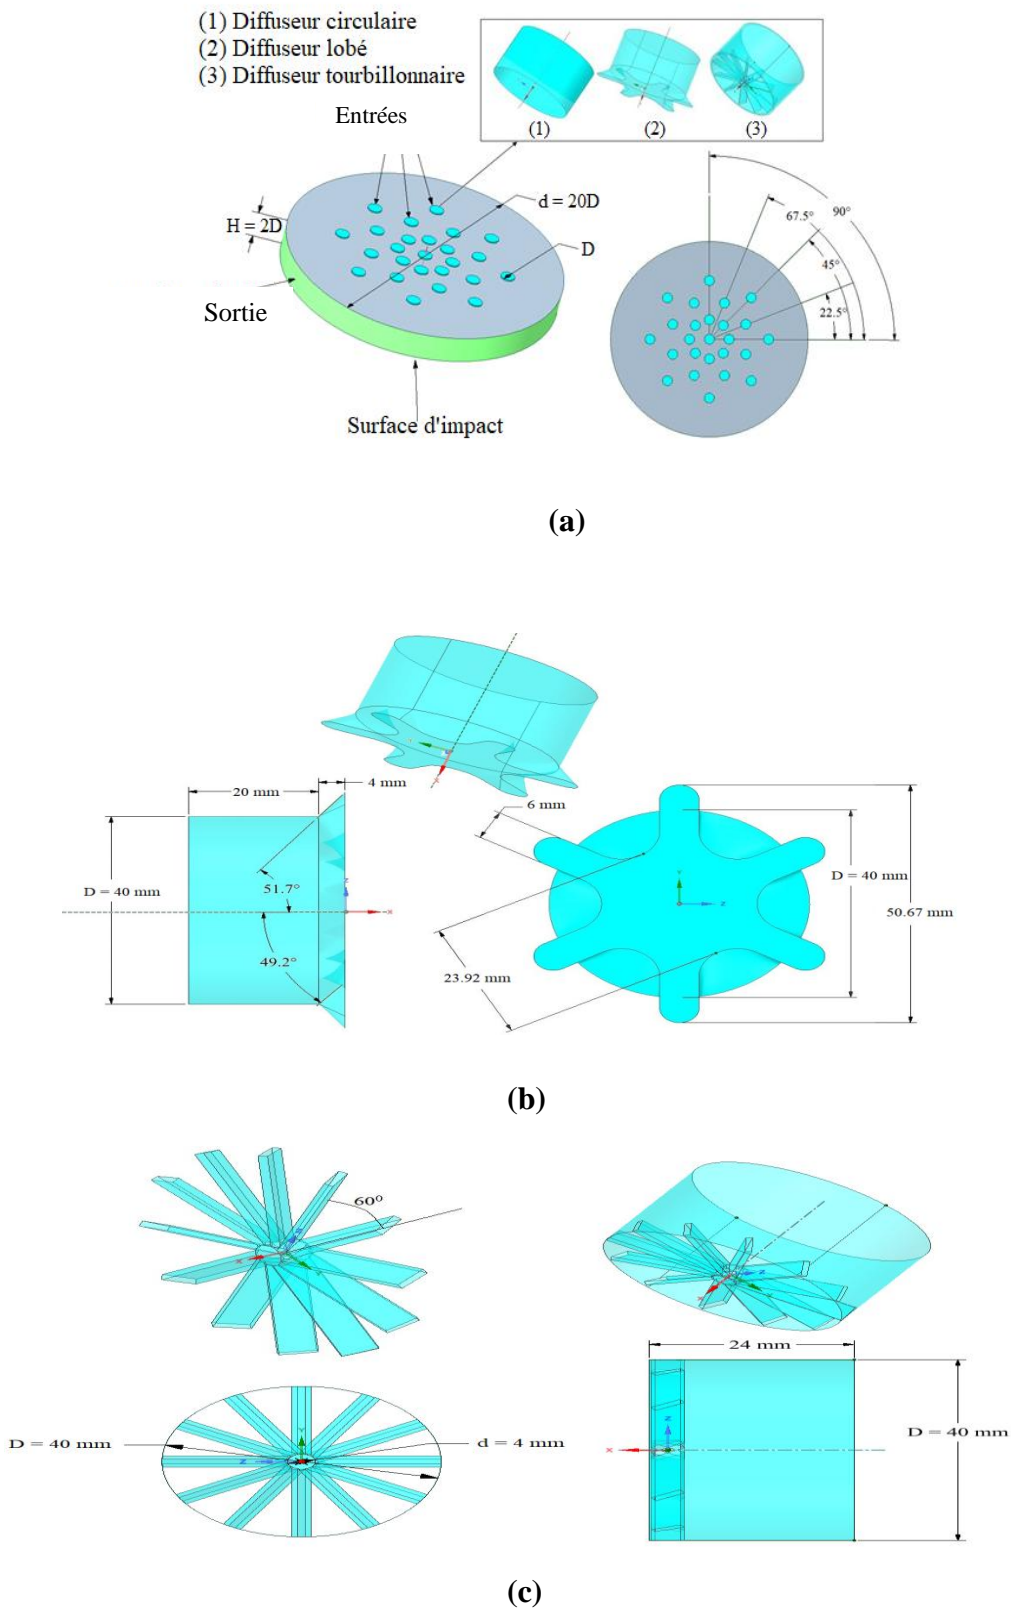 (1) Diffuseur circulaire
(2) Diffuseur lobé
(3) Diffuseur tourbillonnaire
Entrées
(1)
(2)
(3)
H = 2D
d = 20D
D
Sortie
Surface d'impact
90°
67.5°
45°
22.5°
(a)
4 mm
20 mm
D = 40 mm
51.7°
49.2°
Z
X
6 mm
Y
Z
D = 40 mm
50.67 mm
23.92 mm
(b)
60⁰
X
Z
Y
Z
X
24 mm
D = 40 mm
Y
Z
d = 4 mm
Z
X
D = 40 mm
(c)